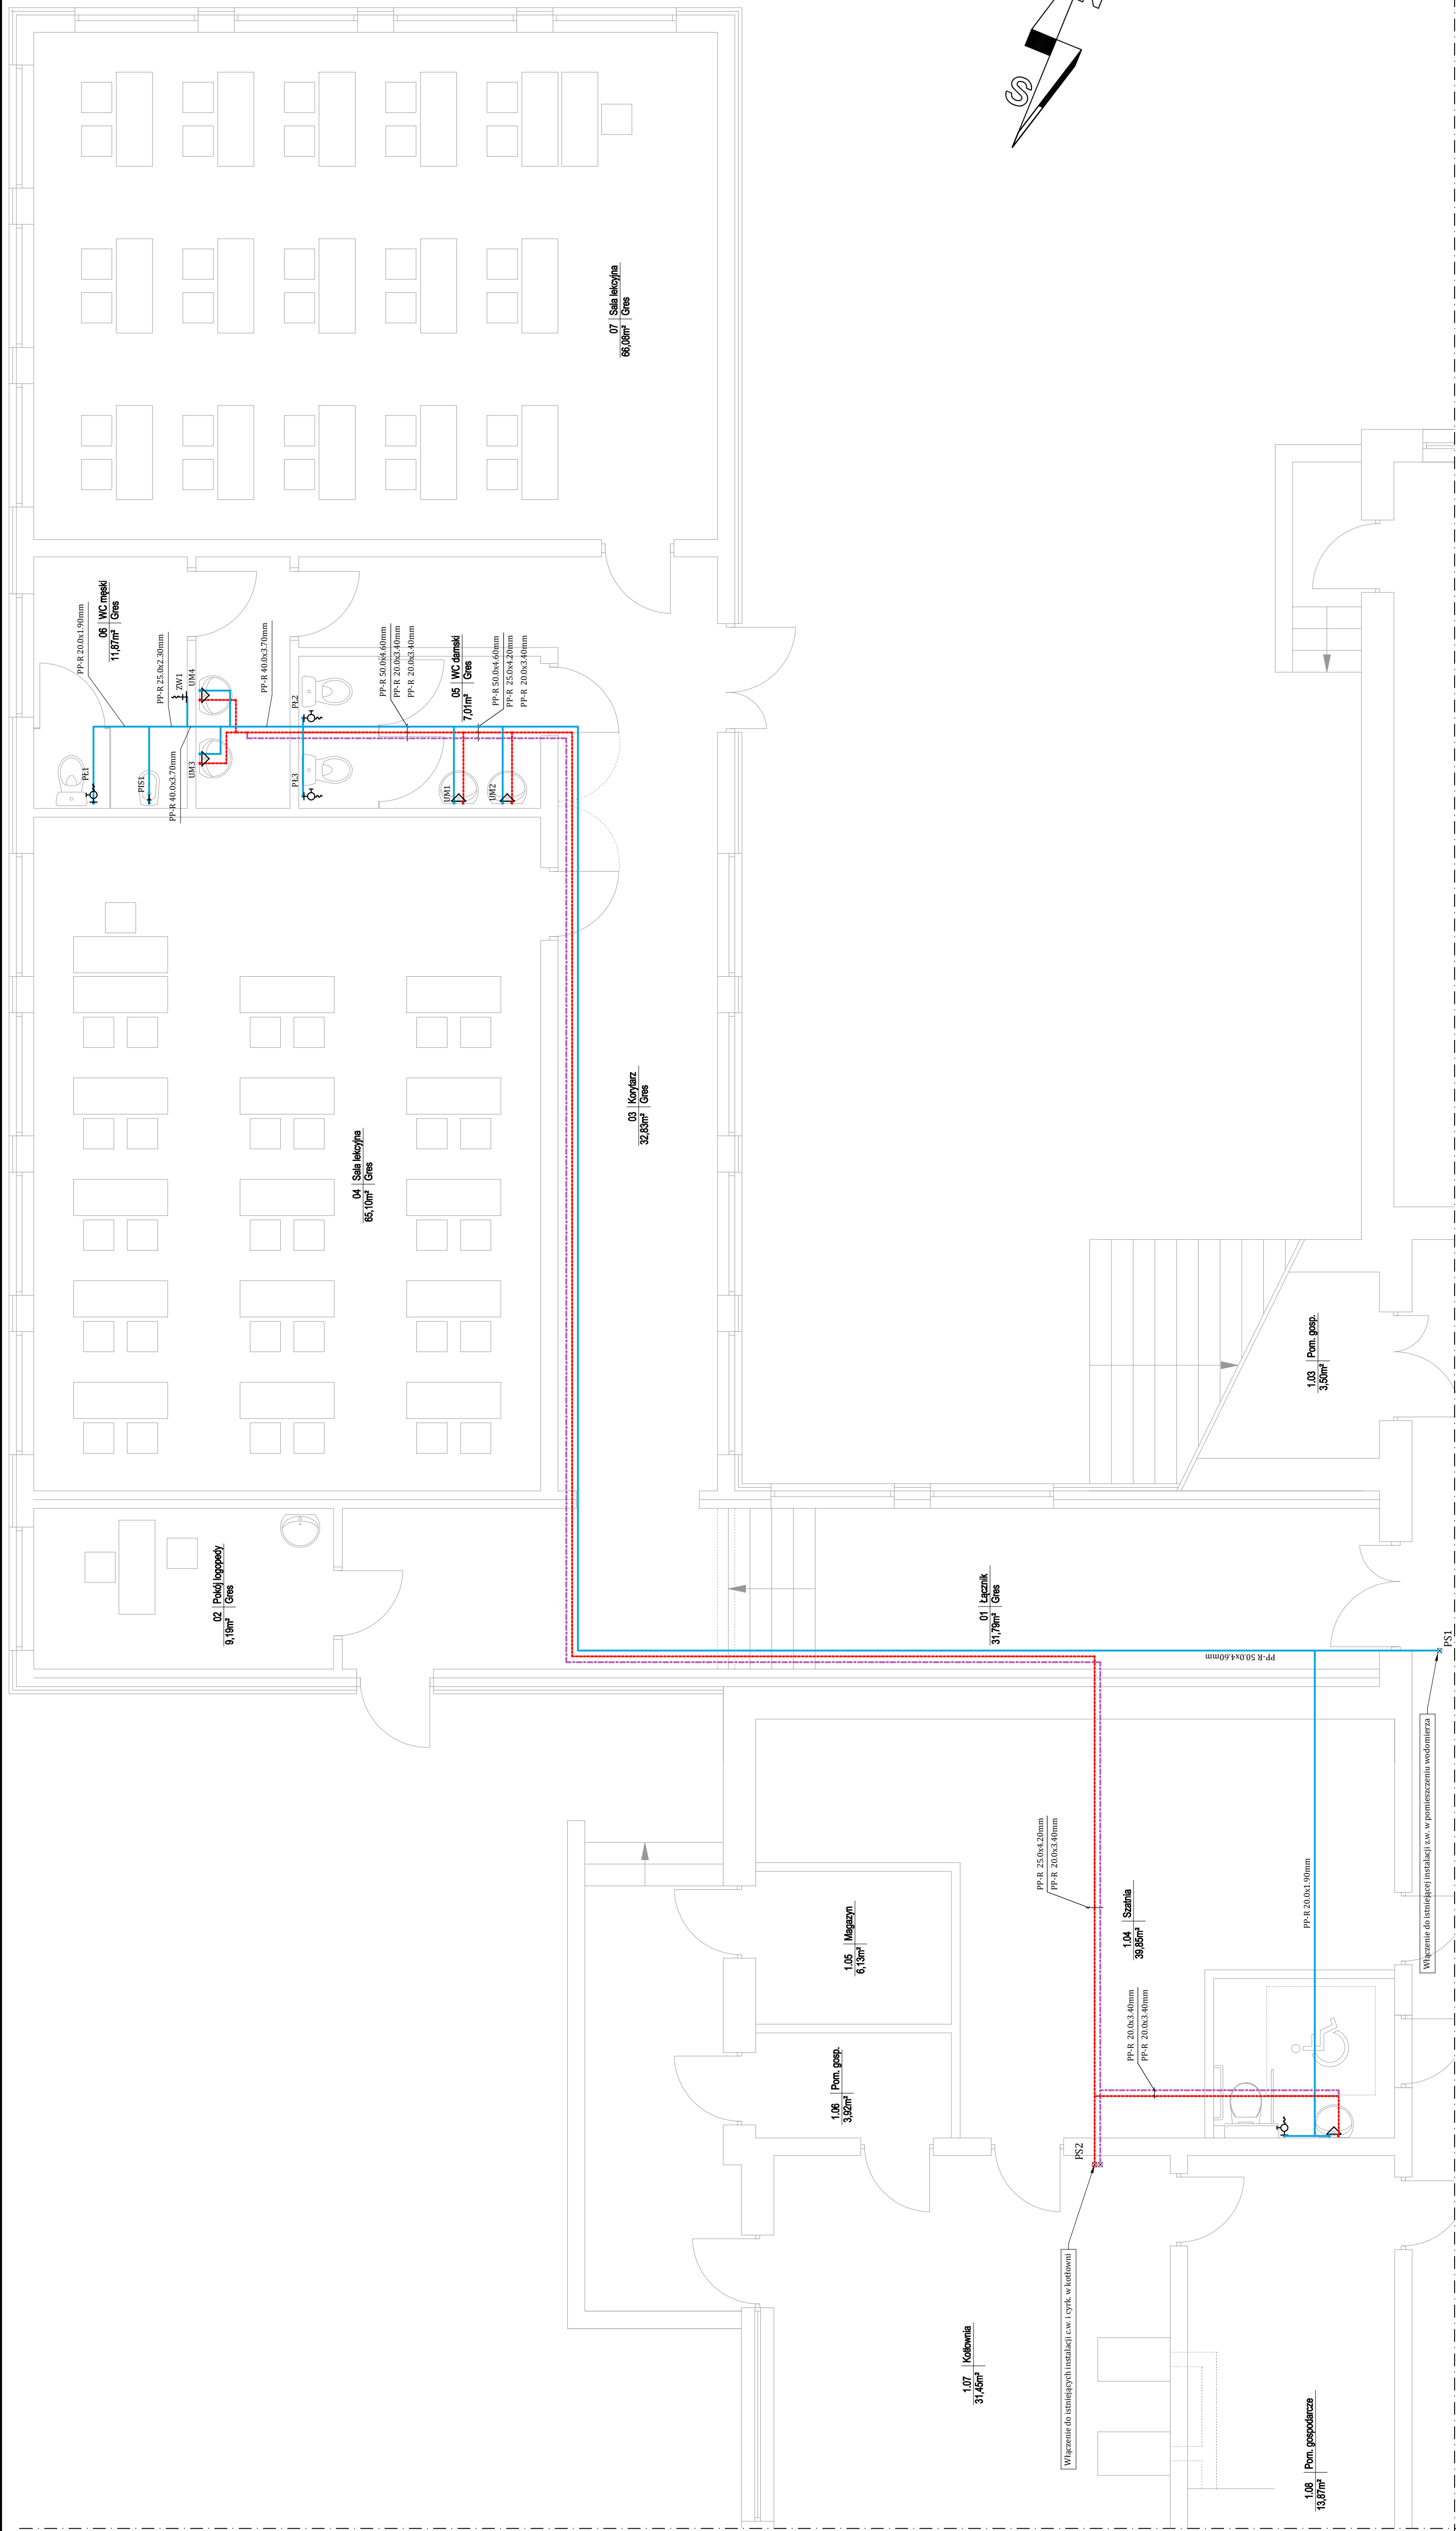 S
07 Sala lekcyjna
66,08m² Gres
06 WC męski
11,87m² Gres
PP-R 20.0x1.90mm
PP-R 25.0x2.30mm
ZW1
UM4
PP-R 40.0x3.70mm
PŁ1
PIS1
PP-R 40.0x3.70mm
UM3
PŁ2
PŁ3
PP-R 50.0x4.60mm
PP-R 20.0x3.40mm
PP-R 20.0x3.40mm
05 WC damski
7,01m² Gres
PP-R 50.0x4.60mm
PP-R 25.0x4.20mm
PP-R 20.0x3.40mm
UM1
UM2
04 Sala lekcyjna
65,10m² Gres
03 Korytarz
32,83m² Gres
02 Pokój logopedy
9,19m² Gres
01 Łącznik
31,79m² Gres
1.03 Pom. gosp.
3,50m²
PP-R 50.0x4.60mm
PS1
Włączenie do istniejącej instalacji z.w. w pomieszczeniu wodomierza
PP-R 25.0x4.20mm
PP-R 20.0x3.40mm
1.04 Szatnia
39,85m²
PP-R 20.0x1.90mm
1.05 Magazyn
6,13m²
1.06 Pom. gosp.
3,92m²
PP-R 20.0x3.40mm
PP-R 20.0x3.40mm
PS2
Włączenie do istniejących instalacji c.w. i cyrk. w kotłowni
1.07 Kotłownia
31,45m²
1.08 Pom. gospodarcze
13,87m²